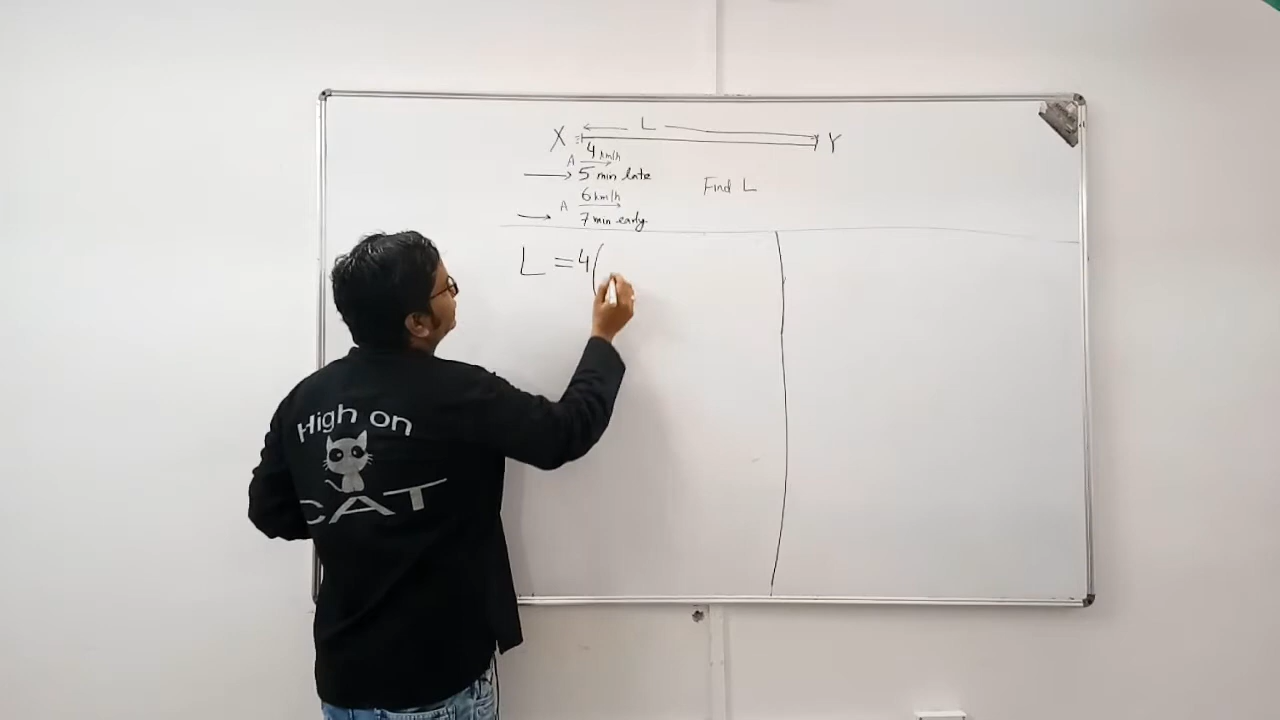 X L Y
A 4 km/h
5 min late
Find L
A 6 km/h
7 min early
L = 4(
High on
CAT